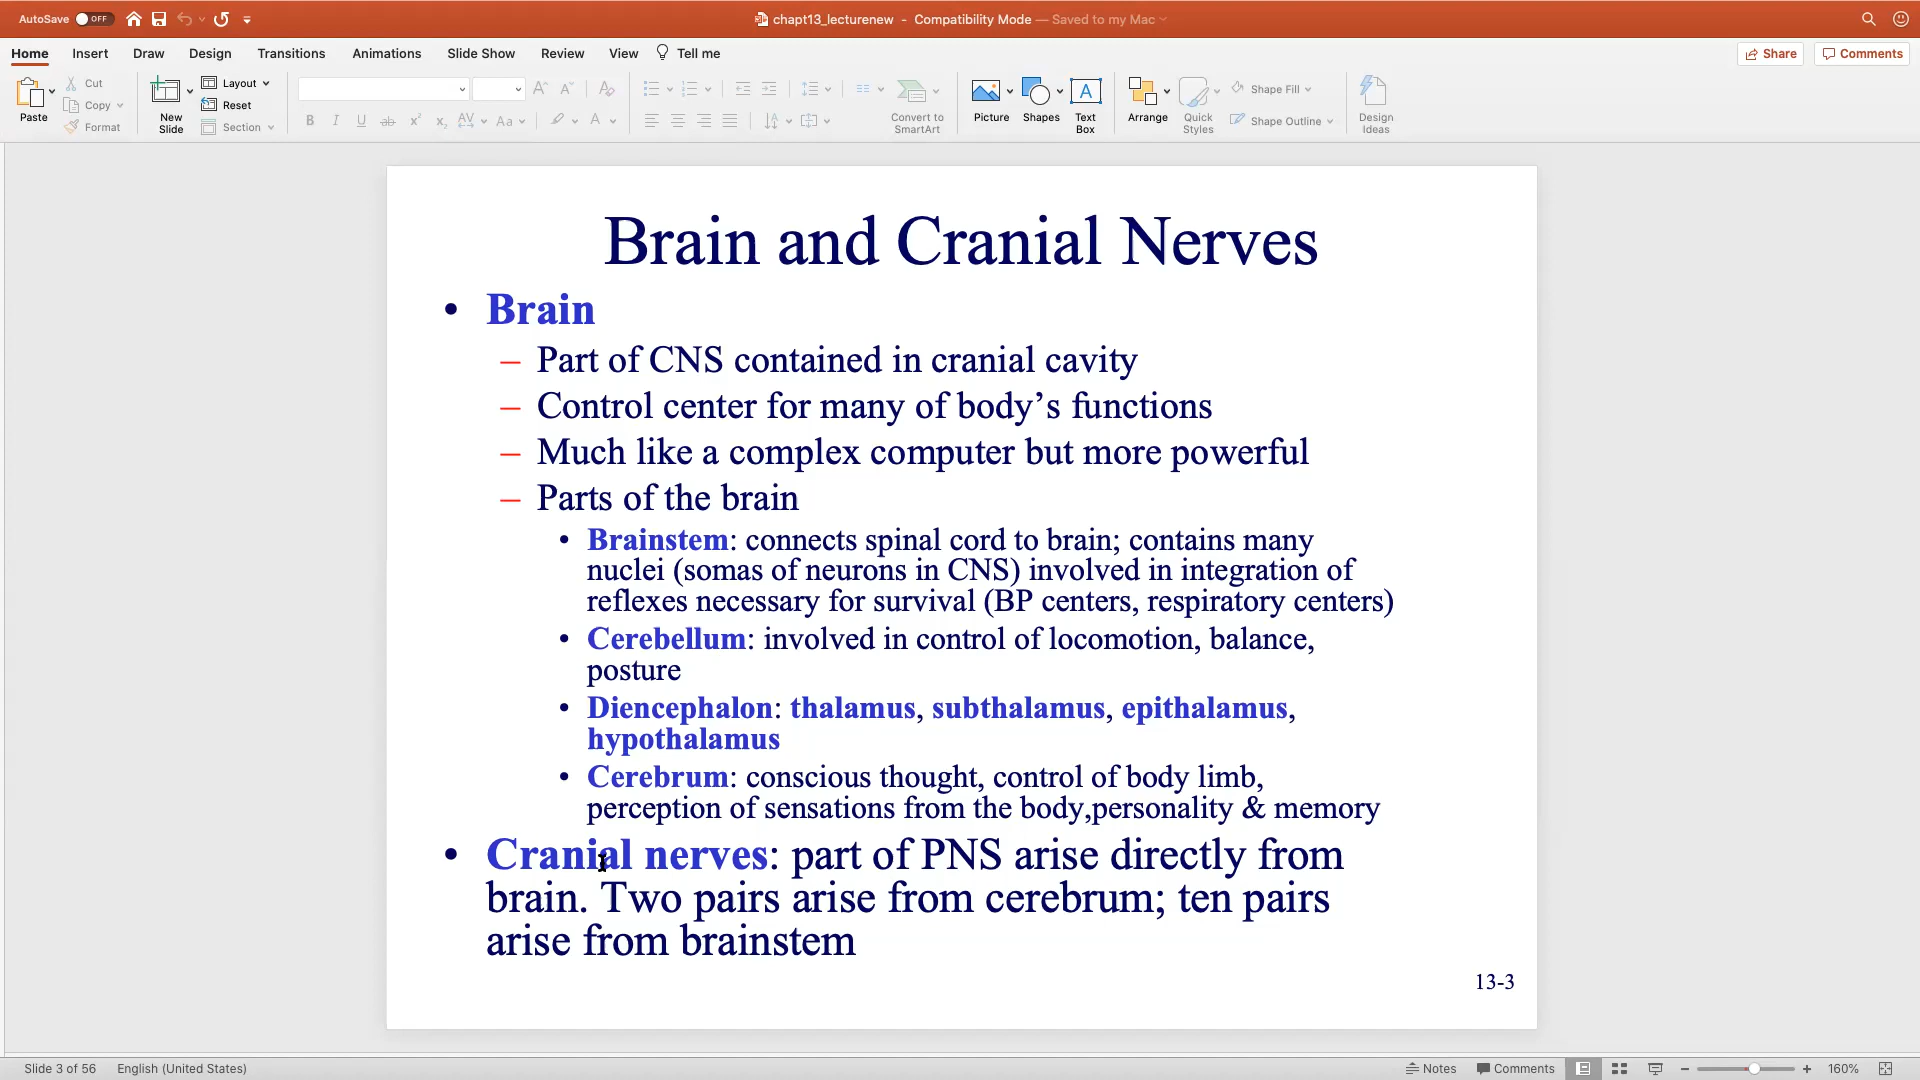 AutoSave OFF
chapt13_lecturenew - Compatibility Mode — Saved to my Mac
Home Insert Draw Design Transitions Animations Slide Show Review View Tell me Share Comments
Paste
Cut
Copy
Format
New Slide
Layout
Reset
Section
Convert to SmartArt
Picture
Shapes
Text Box
Arrange
Quick Styles
Shape Fill
Shape Outline
Design Ideas
Brain and Cranial Nerves
• Brain
– Part of CNS contained in cranial cavity
– Control center for many of body’s functions
– Much like a complex computer but more powerful
– Parts of the brain
• Brainstem: connects spinal cord to brain; contains many
nuclei (somas of neurons in CNS) involved in integration of
reflexes necessary for survival (BP centers, respiratory centers)
• Cerebellum: involved in control of locomotion, balance,
posture
• Diencephalon: thalamus, subthalamus, epithalamus,
hypothalamus
• Cerebrum: conscious thought, control of body limb,
perception of sensations from the body,personality & memory
• Cranial nerves: part of PNS arise directly from
brain. Two pairs arise from cerebrum; ten pairs
arise from brainstem
13-3
Slide 3 of 56 English (United States) Notes Comments 160%